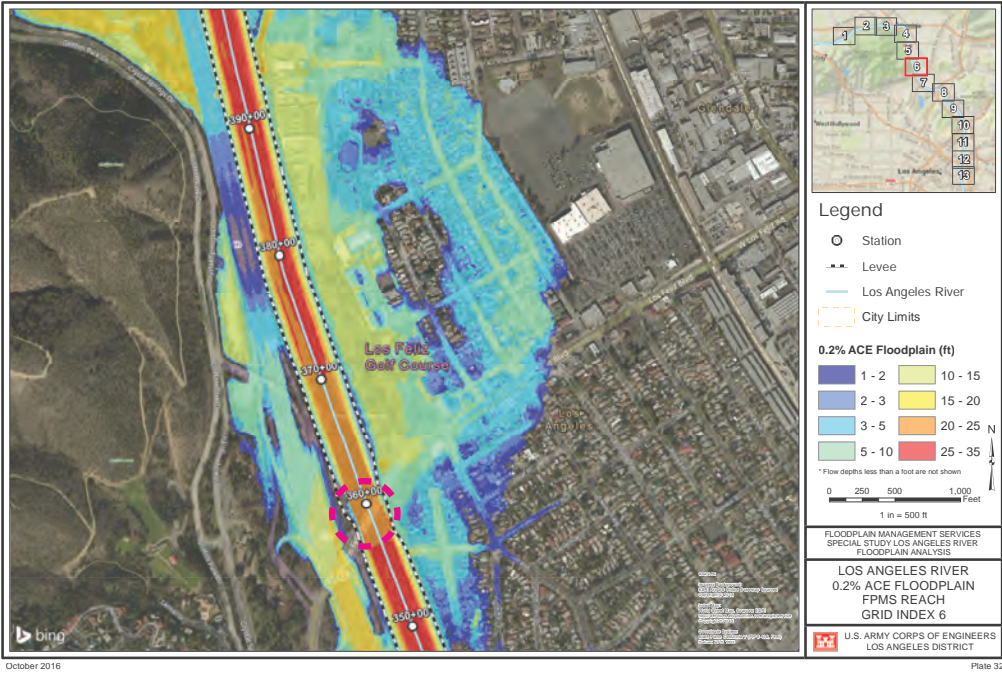 390+00
380+00
370+00
360+00
350+00
Glendale
Los Feliz
Golf Course
Los
Angeles
bing
1
2
3
4
5
6
7
8
9
10
11
12
13
West Hollywood
Los Angeles
Legend
Station
Levee
Los Angeles River
City Limits
0.2% ACE Floodplain (ft)
1 - 2
2 - 3
3 - 5
5 - 10
10 - 15
15 - 20
20 - 25
25 - 35
* Flow depths less than a foot are not shown
N
0 250 500 1,000
Feet
1 in = 500 ft
FLOODPLAIN MANAGEMENT SERVICES
SPECIAL STUDY LOS ANGELES RIVER
FLOODPLAIN ANALYSIS
LOS ANGELES RIVER
0.2% ACE FLOODPLAIN
FPMS REACH
GRID INDEX 6
U.S. ARMY CORPS OF ENGINEERS
LOS ANGELES DISTRICT
October 2016
Plate 32